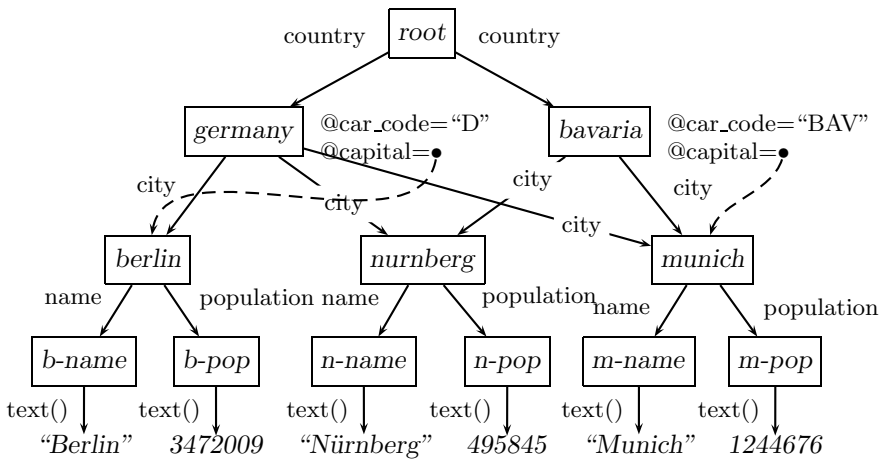 root
country country
germany @car_code=“D” bavaria @car_code=“BAV”
@capital= @capital=
city city city city
city
berlin nurnberg munich
name population name population name population
b-name b-pop n-name n-pop m-name m-pop
text() text() text() text() text() text()
“Berlin” 3472009 “Nürnberg” 495845 “Munich” 1244676